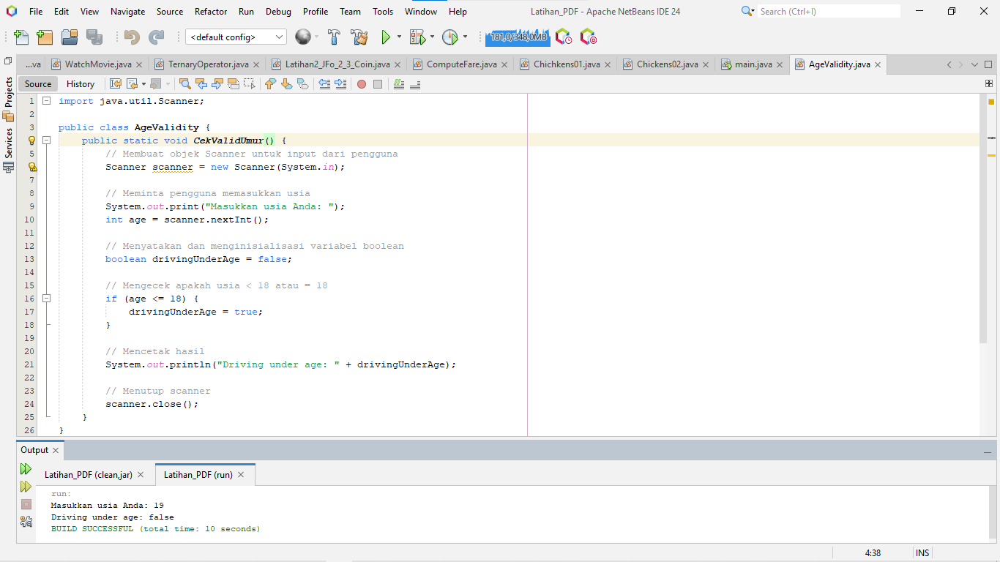 File Edit View Navigate Source Refactor Run Debug Profile Team Tools Window Help Latihan_PDF - Apache NetBeans IDE 24 Search (Ctrl+I)
<default config> 181,0/348,0MB
...va WatchMovie.java TernaryOperator.java Latihan2_JFo_2_3_Coin.java ComputeFare.java Chichkens01.java Chickens02.java main.java AgeValidity.java
Source History
Projects
Services
1 import java.util.Scanner;
2
3 public class AgeValidity {
public static void CekValidUmur() {
5 // Membuat objek Scanner untuk input dari pengguna
Scanner scanner = new Scanner(System.in);
7
8 // Meminta pengguna memasukkan usia
9 System.out.print("Masukkan usia Anda: ");
10 int age = scanner.nextInt();
11
12 // Menyatakan dan menginisialisasi variabel boolean
13 boolean drivingUnderAge = false;
14
15 // Mengecek apakah usia < 18 atau = 18
16 if (age <= 18) {
17 drivingUnderAge = true;
18 }
19
20 // Mencetak hasil
21 System.out.println("Driving under age: " + drivingUnderAge);
22
23 // Menutup scanner
24 scanner.close();
25 }
26 }
Output
Latihan_PDF (clean,jar) Latihan_PDF (run)
run:
Masukkan usia Anda: 19
Driving under age: false
BUILD SUCCESSFUL (total time: 10 seconds)
4:38 INS